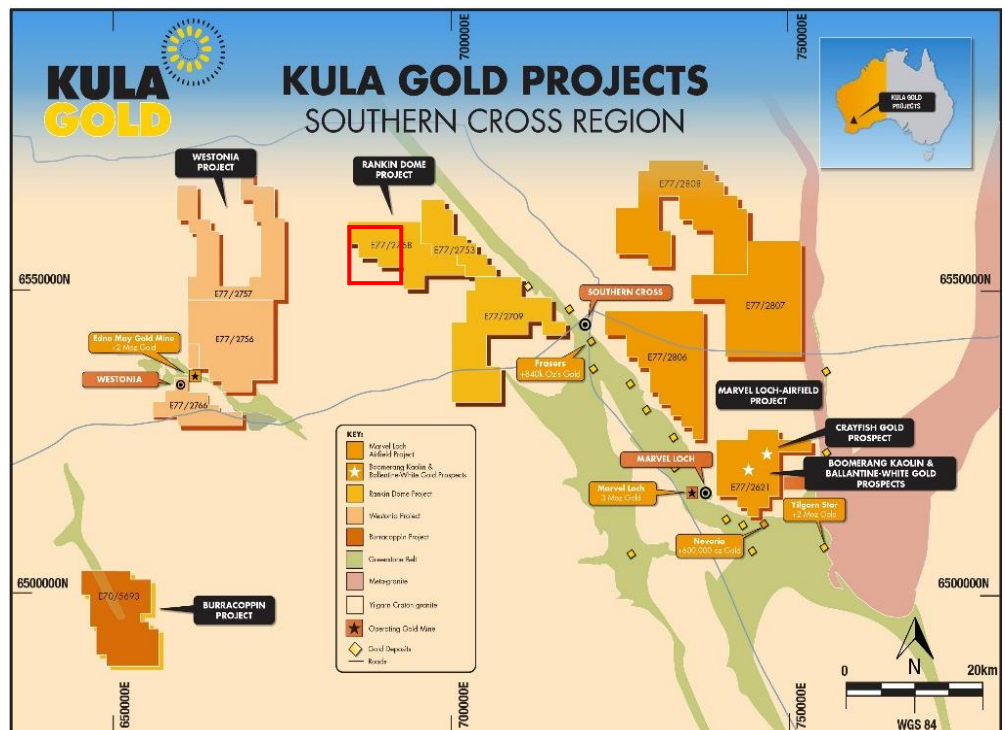 700000E
750000E
KULA
GOLD
KULA GOLD PROJECTS
SOUTHERN CROSS REGION
KULA GOLD
PROJECTS
WESTONIA
PROJECT
RANKIN DOME
PROJECT
E77/2808
E77/2768
E77/2753
6550000N
6550000N
E77/2757
E77/2709
E77/2807
SOUTHERN CROSS
E77/2756
Edna May Gold Mine
+2 Moz Gold
Frasers
+840k Oz's Gold
E77/2806
WESTONIA
MARVEL LOCH-AIRFIELD
PROJECT
E77/2766
CRAYFISH GOLD
PROSPECT
KEY:
Marvel Loch
Airfield Project
Boomerang Kaolin &
Ballantine-White Gold Prospects
Rankin Dome Project
Westonia Project
Burracoppin Project
Greenstone Belt
Meta-granite
Yilgarn Craton granite
Operating Gold Mine
Gold Deposits
Roads
MARVEL LOCH
BOOMERANG KAOLIN &
BALLANTINE-WHITE GOLD
PROSPECTS
E77/2621
Marvel Loch
3 Moz Gold
Yilgarn Star
+2 Moz Gold
Nevoria
+600,000 oz Gold
6500000N
6500000N
E70/5693
BURRACOPPIN
PROJECT
N
0
20km
WGS 84
650000E
700000E
750000E